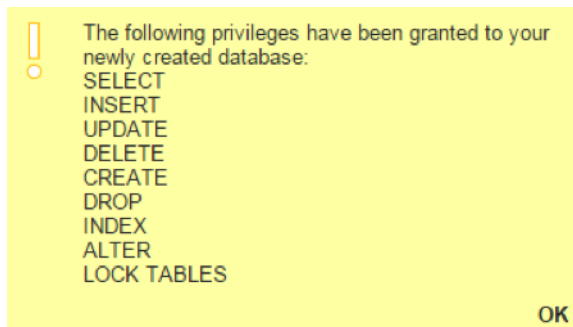 The following privileges have been granted to your
newly created database:
SELECT
INSERT
UPDATE
DELETE
CREATE
DROP
INDEX
ALTER
LOCK TABLES
OK